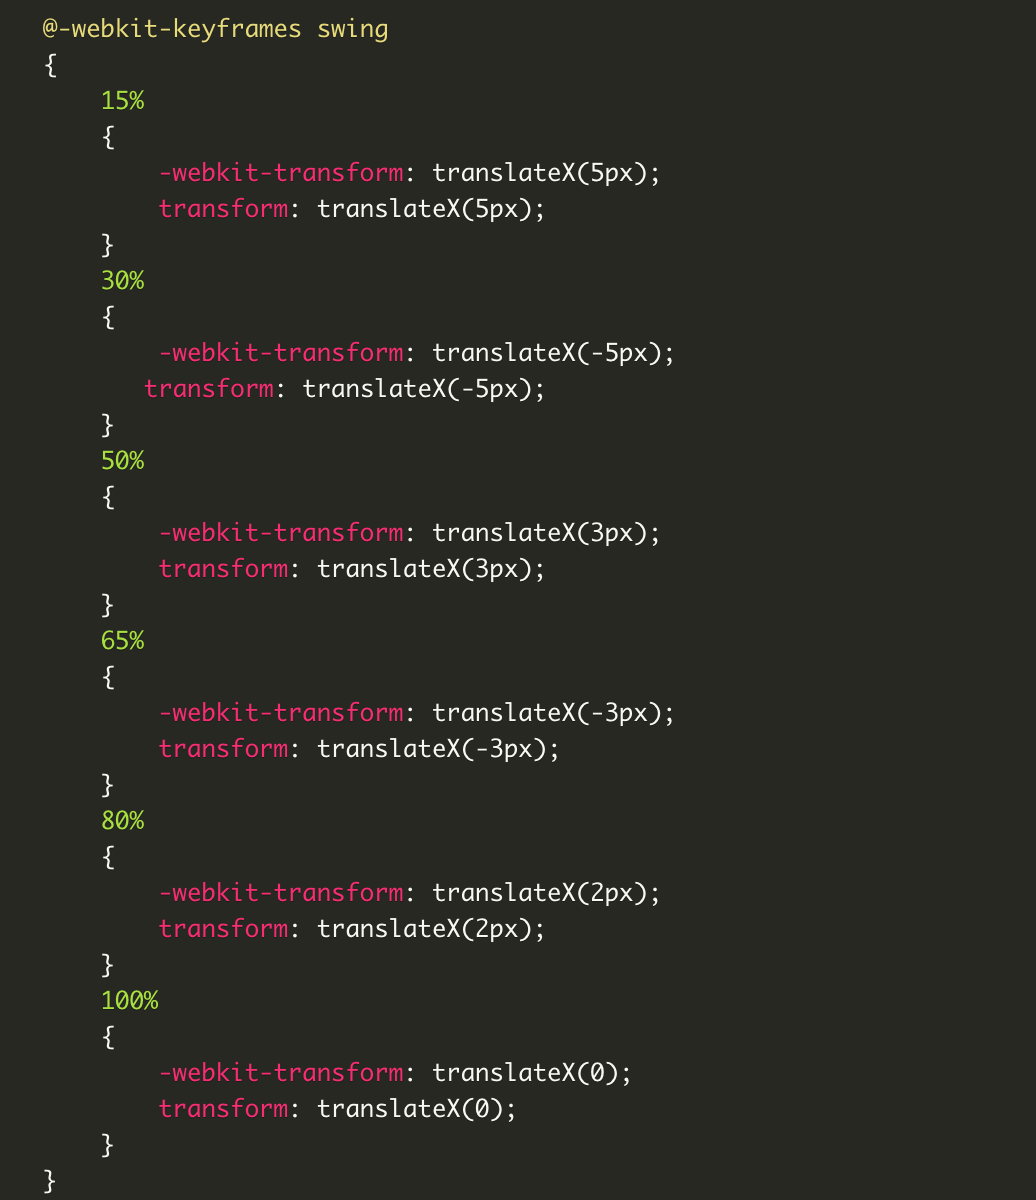 @-webkit-keyframes swing
{
    15%
    {
        -webkit-transform: translateX(5px);
        transform: translateX(5px);
    }
    30%
    {
        -webkit-transform: translateX(-5px);
       transform: translateX(-5px);
    }
    50%
    {
        -webkit-transform: translateX(3px);
        transform: translateX(3px);
    }
    65%
    {
        -webkit-transform: translateX(-3px);
        transform: translateX(-3px);
    }
    80%
    {
        -webkit-transform: translateX(2px);
        transform: translateX(2px);
    }
    100%
    {
        -webkit-transform: translateX(0);
        transform: translateX(0);
    }
}